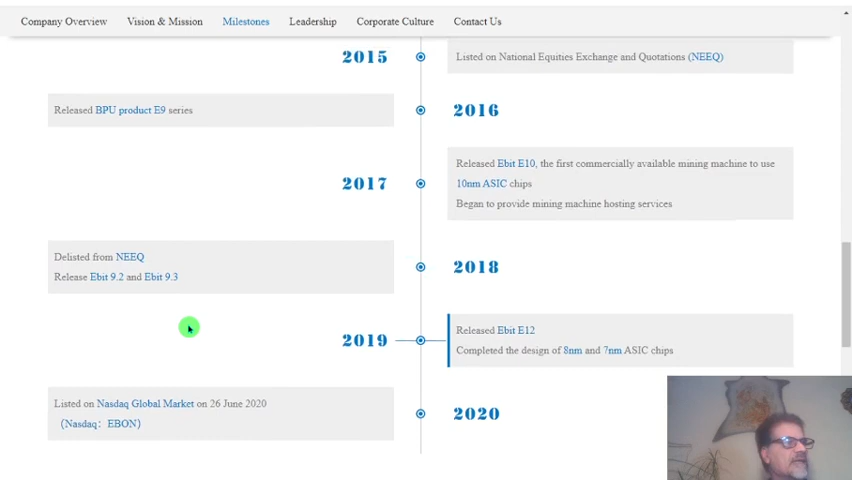 Company Overview Vision & Mission Milestones Leadership Corporate Culture Contact Us
2015
Listed on National Equities Exchange and Quotations (NEEQ)
Released BPU product E9 series
2016
2017
Released Ebit E10, the first commercially available mining machine to use
10nm ASIC chips
Began to provide mining machine hosting services
Delisted from NEEQ
Release Ebit 9.2 and Ebit 9.3
2018
2019
Released Ebit E12
Completed the design of 8nm and 7nm ASIC chips
Listed on Nasdaq Global Market on 26 June 2020
（Nasdaq：EBON）
2020